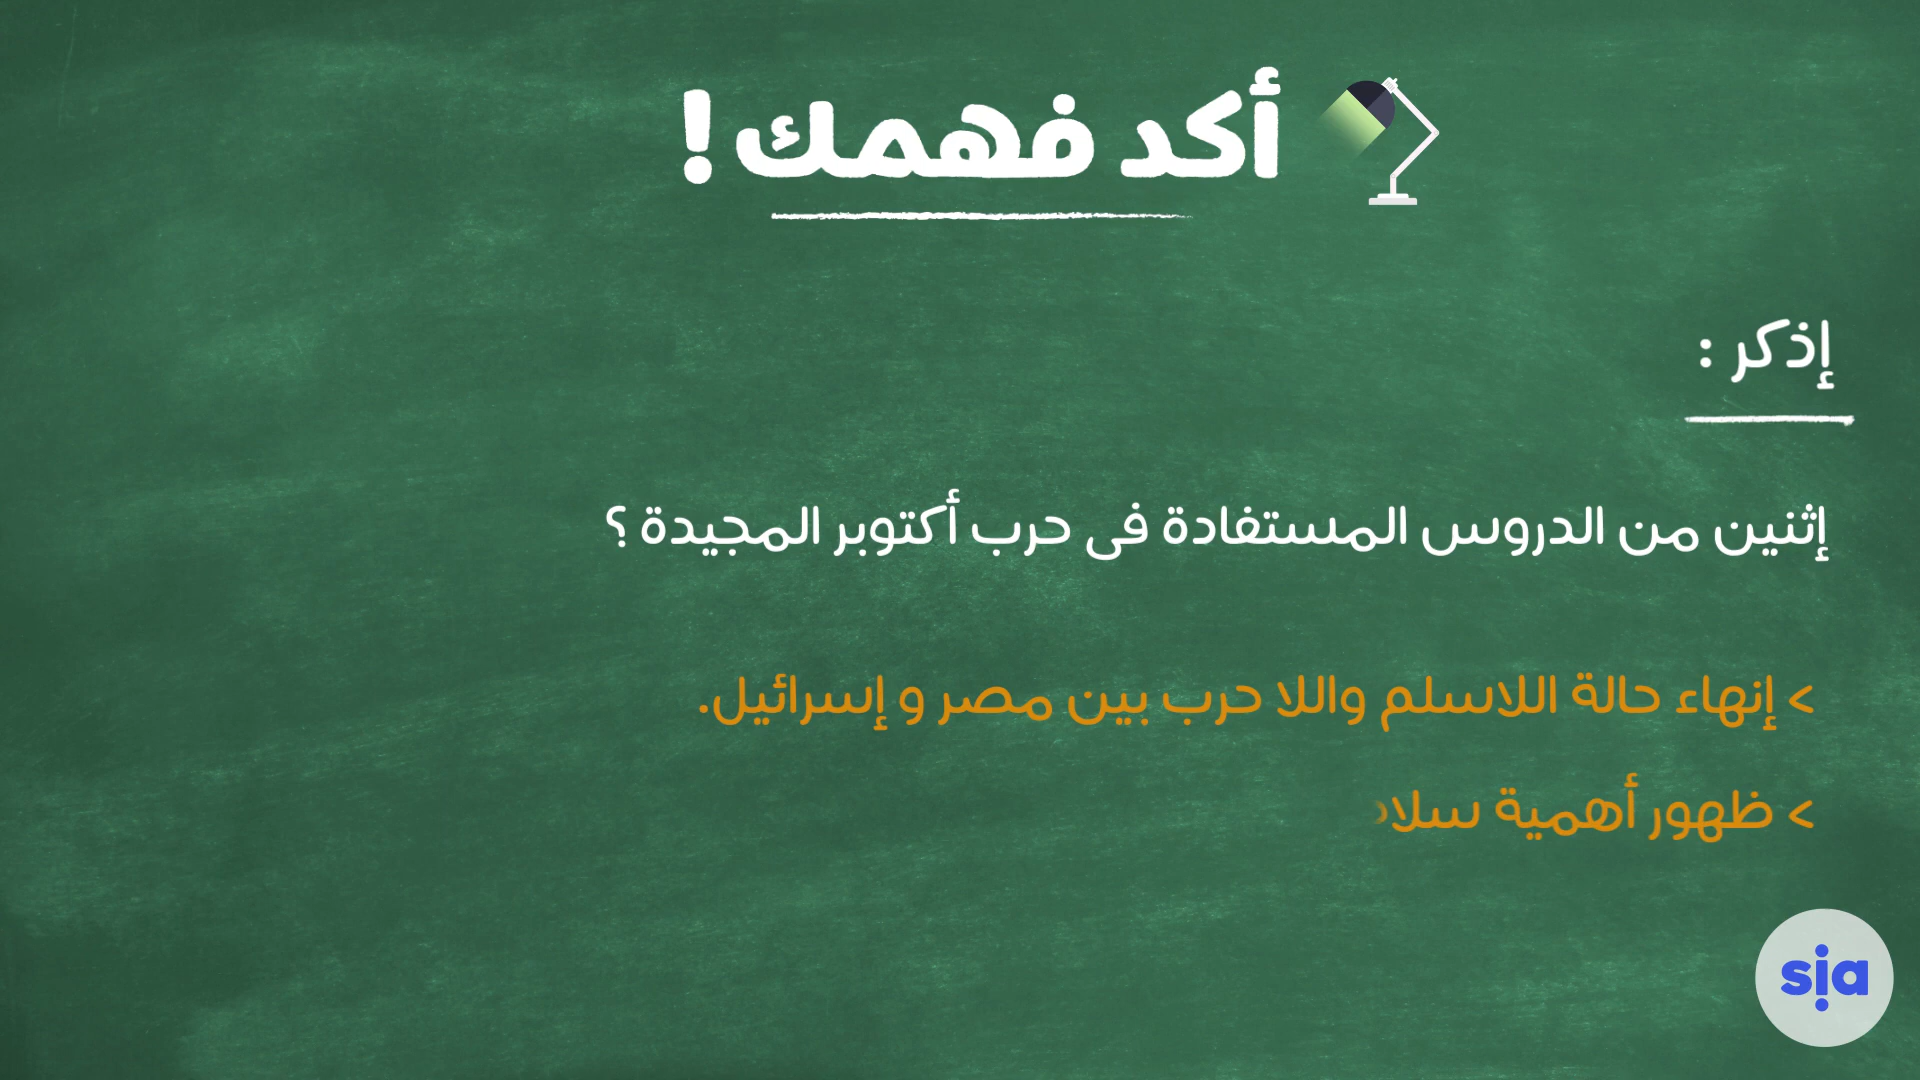 أكد فهمك !
إذكر :
إثنين من الدروس المستفادة فى حرب أكتوبر المجيدة ؟
> إنهاء حالة اللاسلم واللا حرب بين مصر و إسرائيل.
> ظهور أهمية
sia